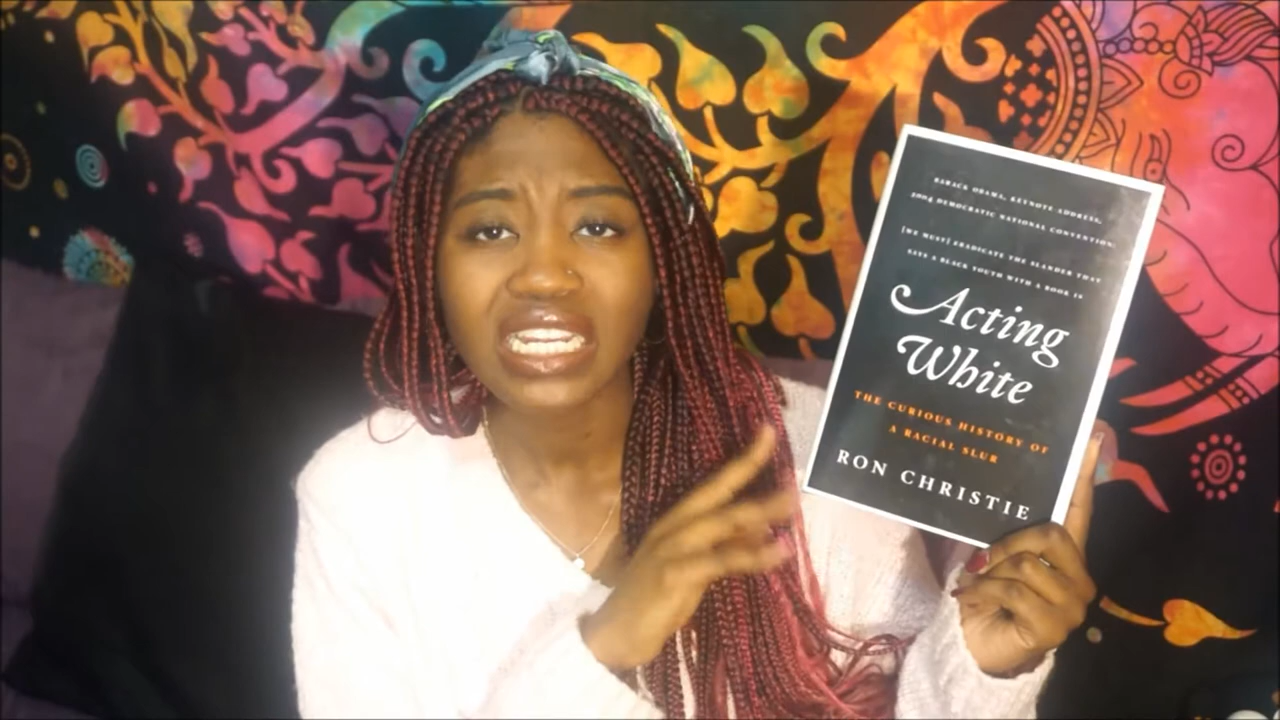 BARACK OBAMA, KEYNOTE ADDRESS,
2004 DEMOCRATIC NATIONAL CONVENTION:
[WE MUST] ERADICATE THE SLANDER THAT
SAYS A BLACK YOUTH WITH A BOOK IS
Acting
White
THE CURIOUS HISTORY OF
A RACIAL SLUR
RON CHRISTIE